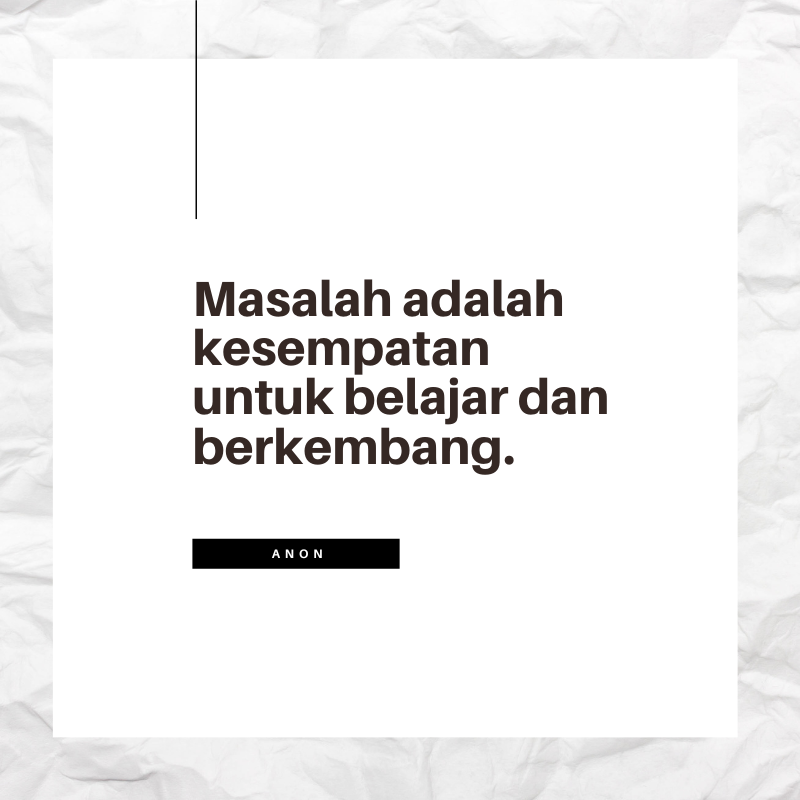 Masalah adalah
kesempatan
untuk belajar dan
berkembang.
ANON